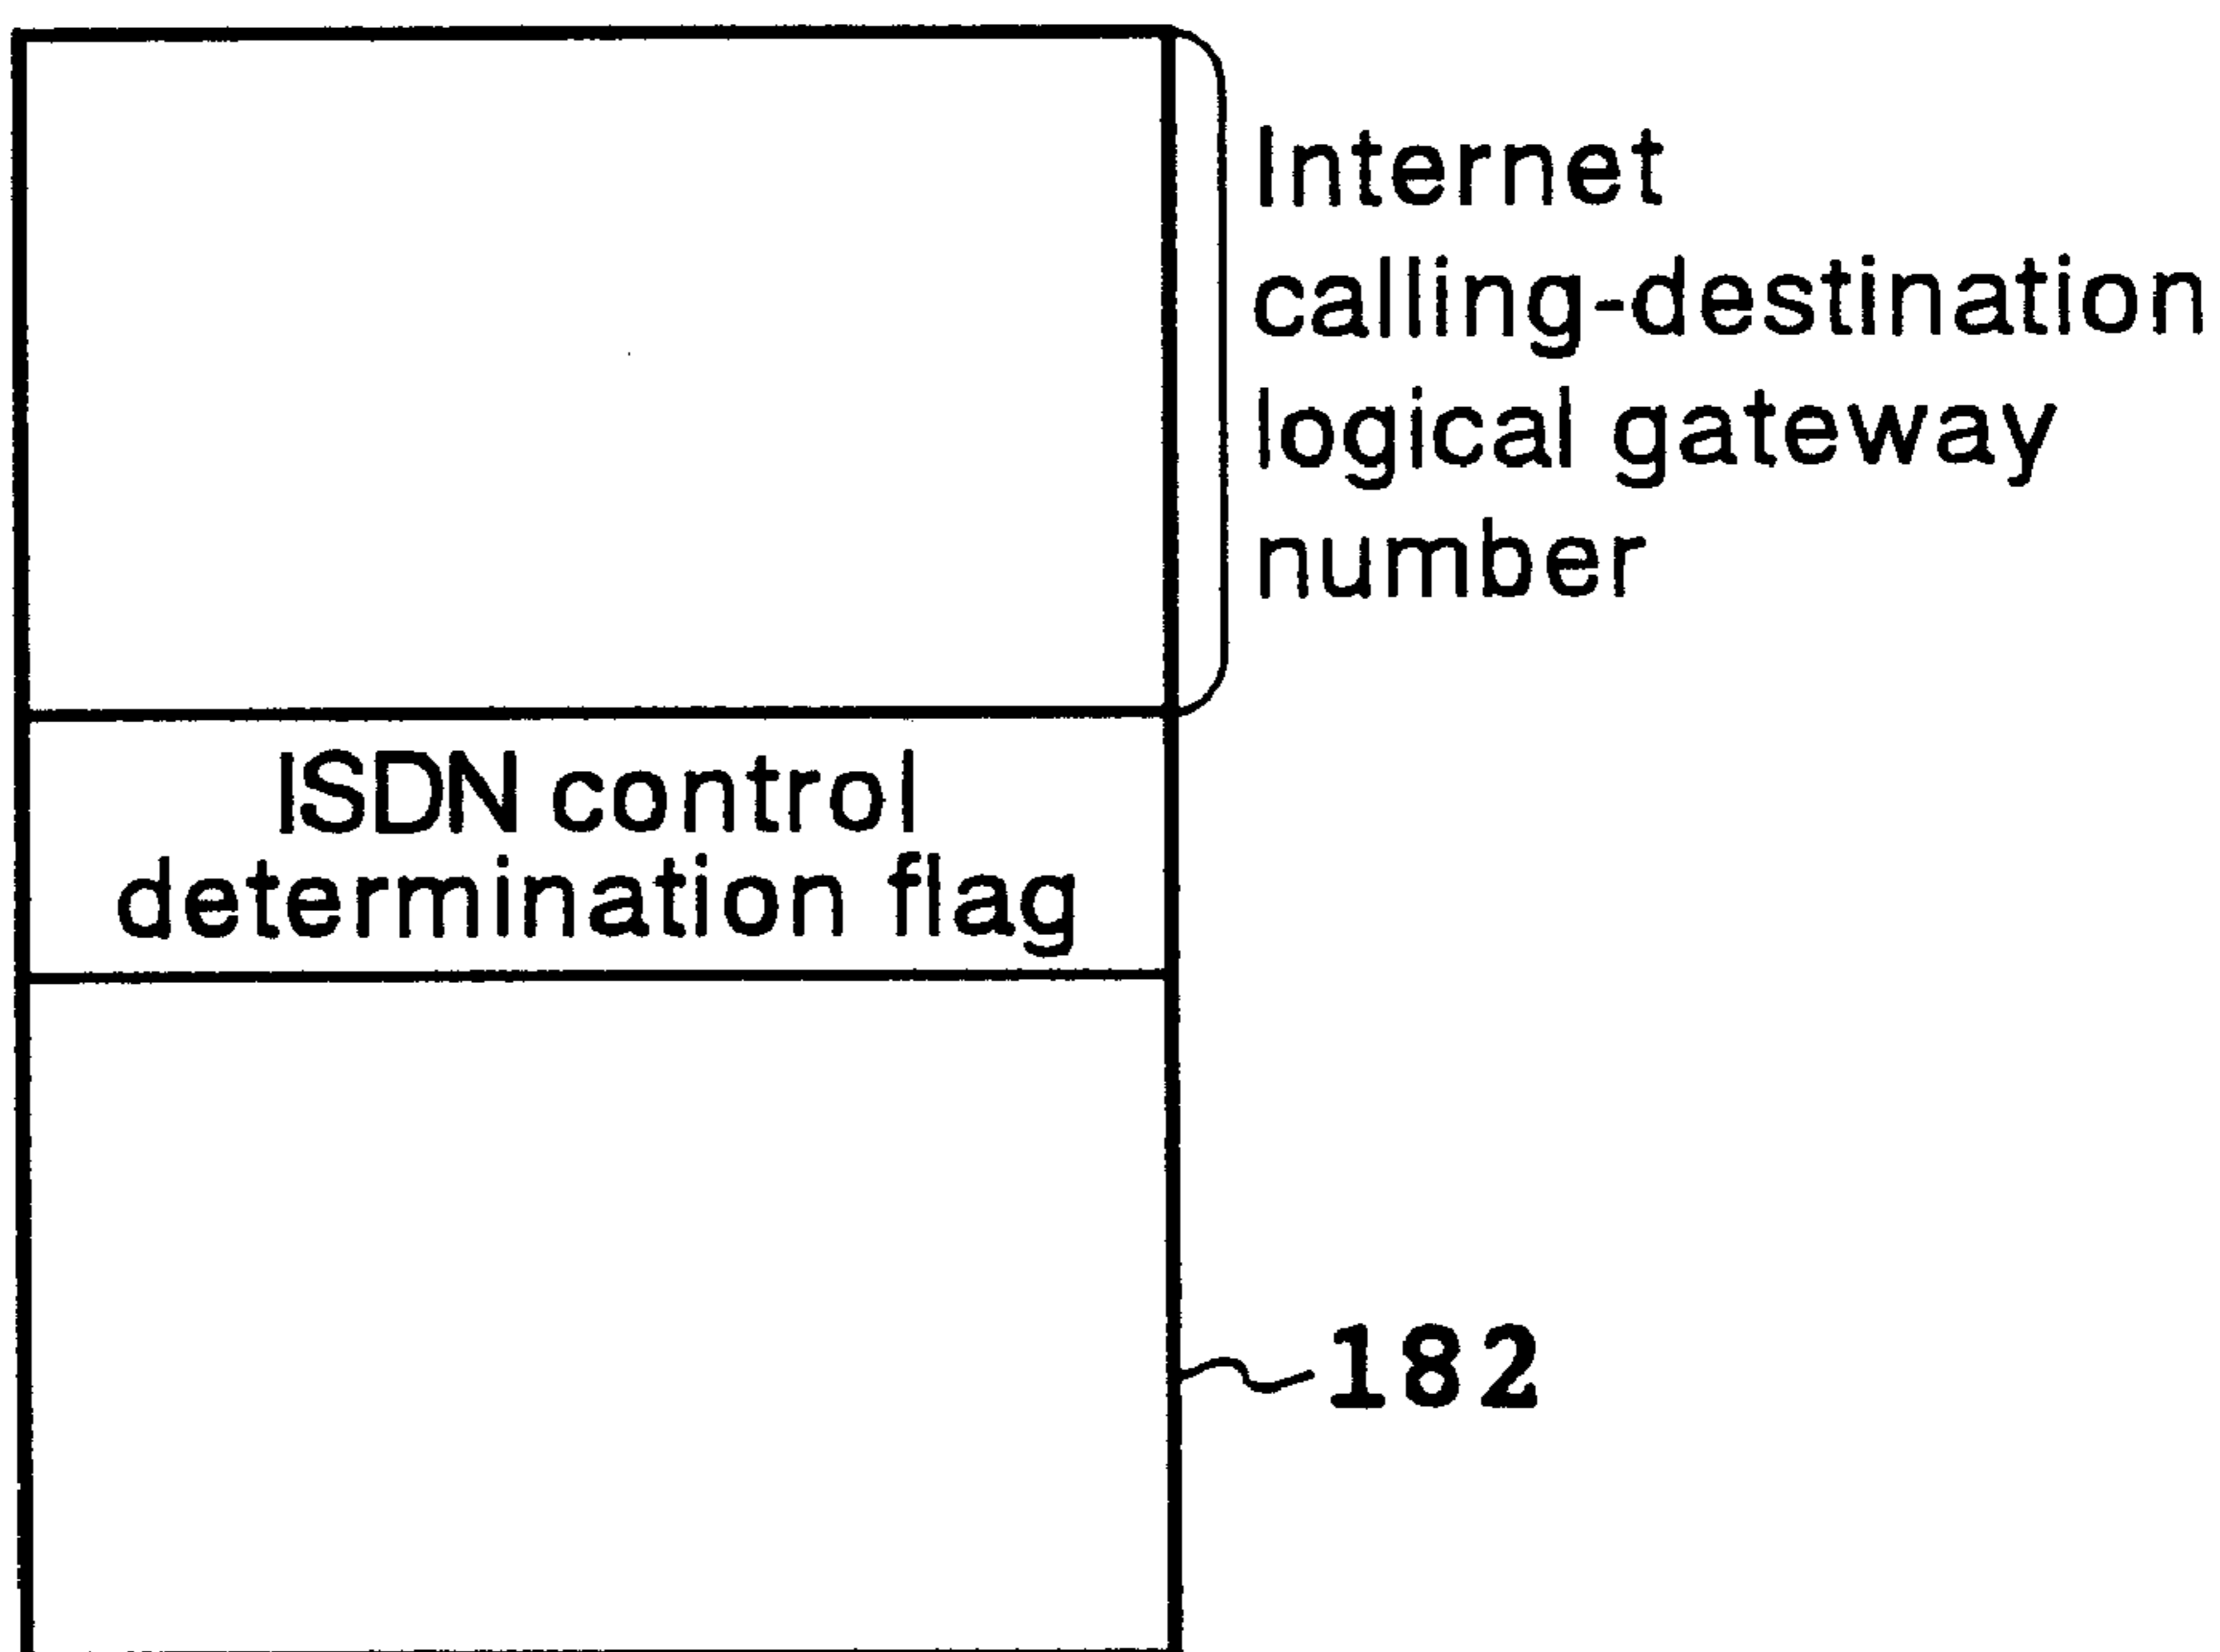 Internet
calling-destination
logical gateway
number
ISDN control
determination flag
182